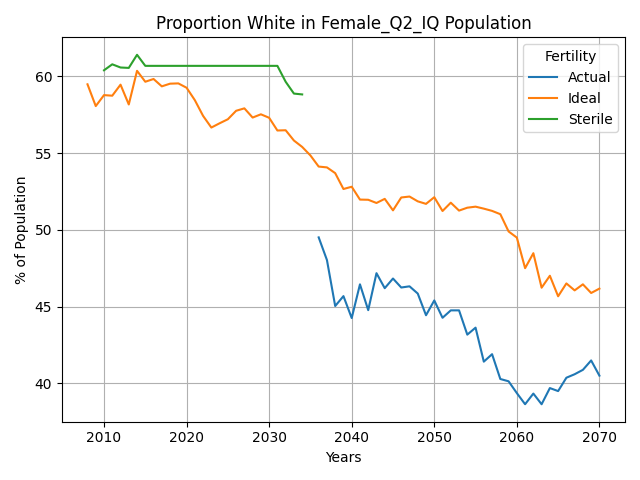 Proportion White in Female_Q2_IQ Population
% of Population
60
55
50
45
40
2010
2020
2030
2040
2050
2060
2070
Years
Fertility
Actual
Ideal
Sterile